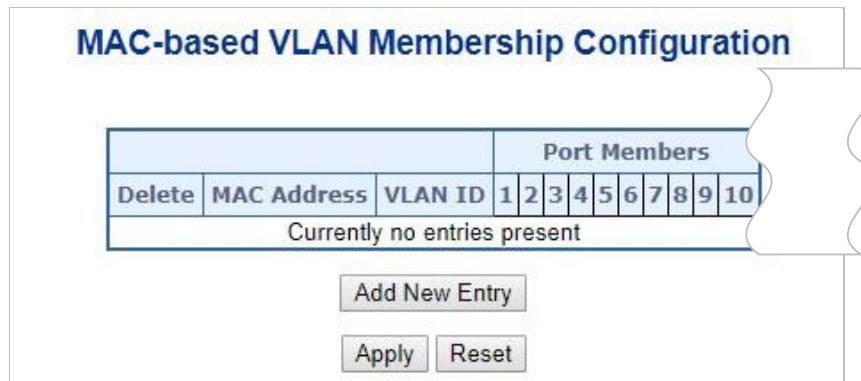 MAC-based VLAN Membership Configuration
Port Members
Delete MAC Address VLAN ID 1 2 3 4 5 6 7 8 9 10
Currently no entries present
Add New Entry
Apply Reset